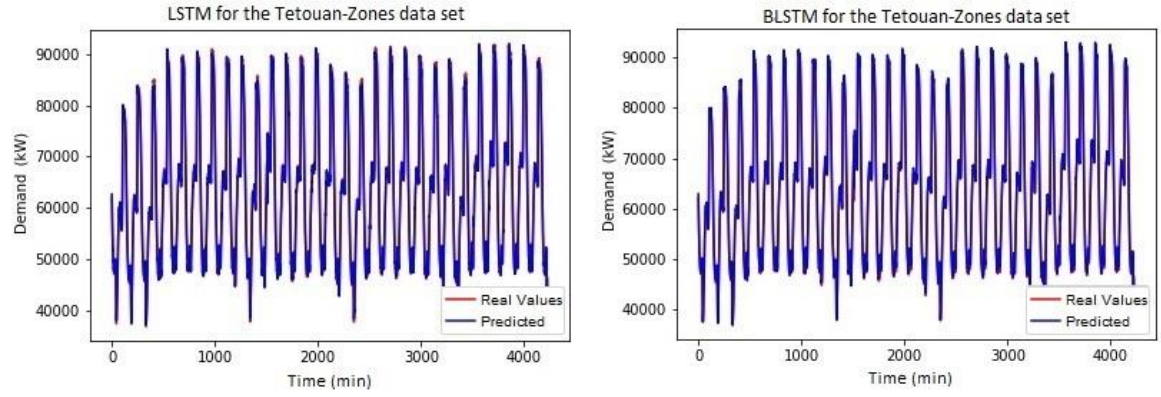 LSTM for the Tetouan-Zones data set
90000
80000
70000
60000
50000
40000
Demand (kW)
0
1000
2000
3000
4000
Time (min)
Real Values
Predicted
BLSTM for the Tetouan-Zones data set
90000
80000
70000
60000
50000
40000
Demand (kW)
0
1000
2000
3000
4000
Time (min)
Real Values
Predicted